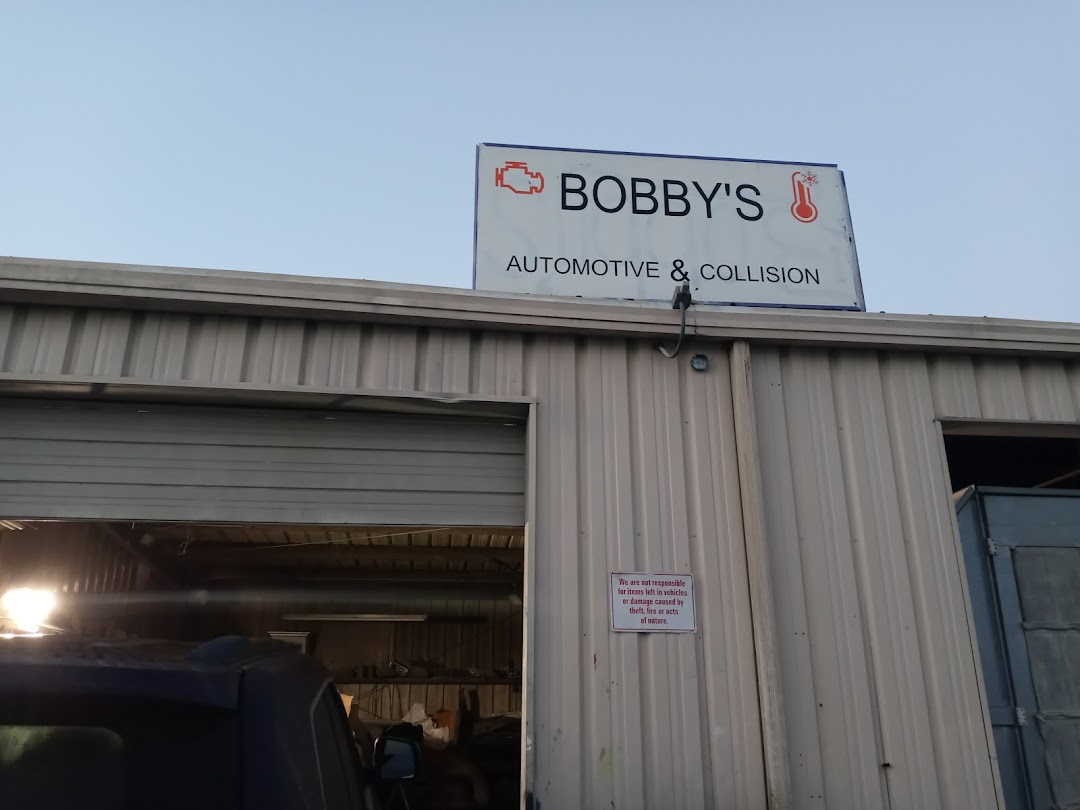 BOBBY'S
AUTOMOTIVE & COLLISION
We are not responsible
for items left in vehicles
or damage caused by
theft, fire or acts
of nature.